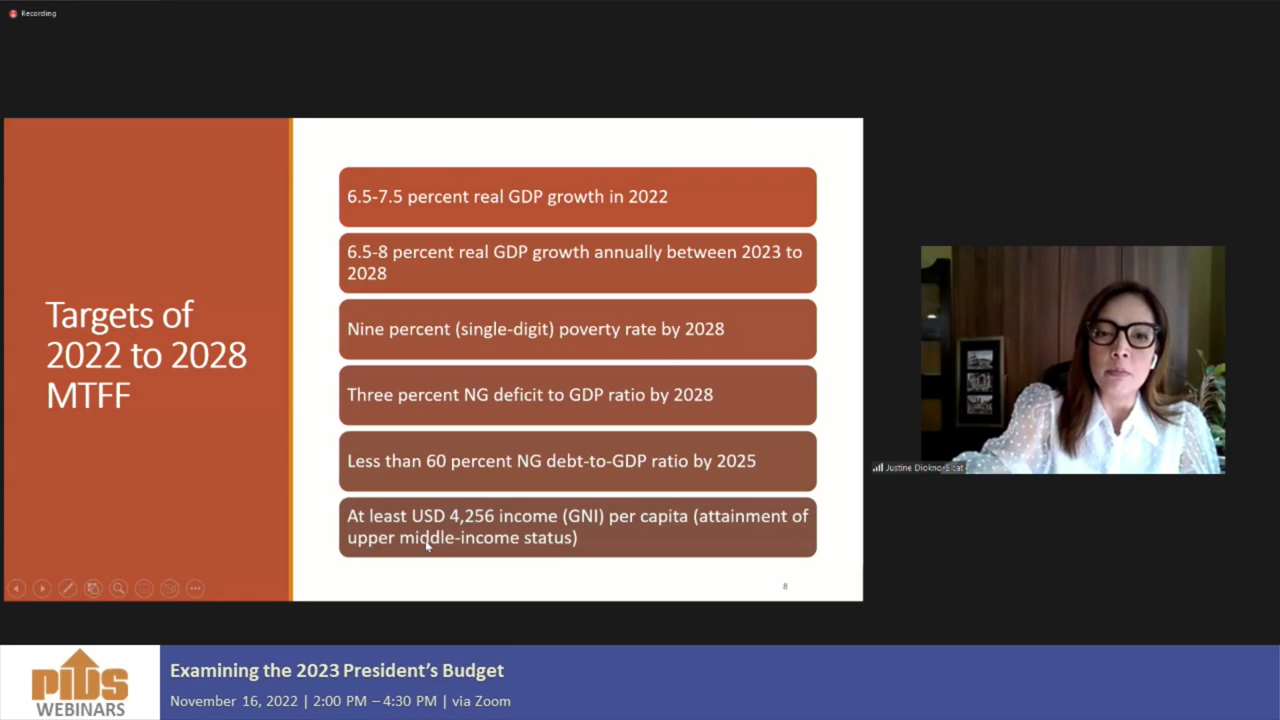 Recording
Targets of
2022 to 2028
MTFF
6.5-7.5 percent real GDP growth in 2022
6.5-8 percent real GDP growth annually between 2023 to
2028
Nine percent (single-digit) poverty rate by 2028
Three percent NG deficit to GDP ratio by 2028
Less than 60 percent NG debt-to-GDP ratio by 2025
At least USD 4,256 income (GNI) per capita (attainment of
upper middle-income status)
8
Justine Diokno-Sicat
PIDS
WEBINARS
Examining the 2023 President’s Budget
November 16, 2022 | 2:00 PM – 4:30 PM | via Zoom